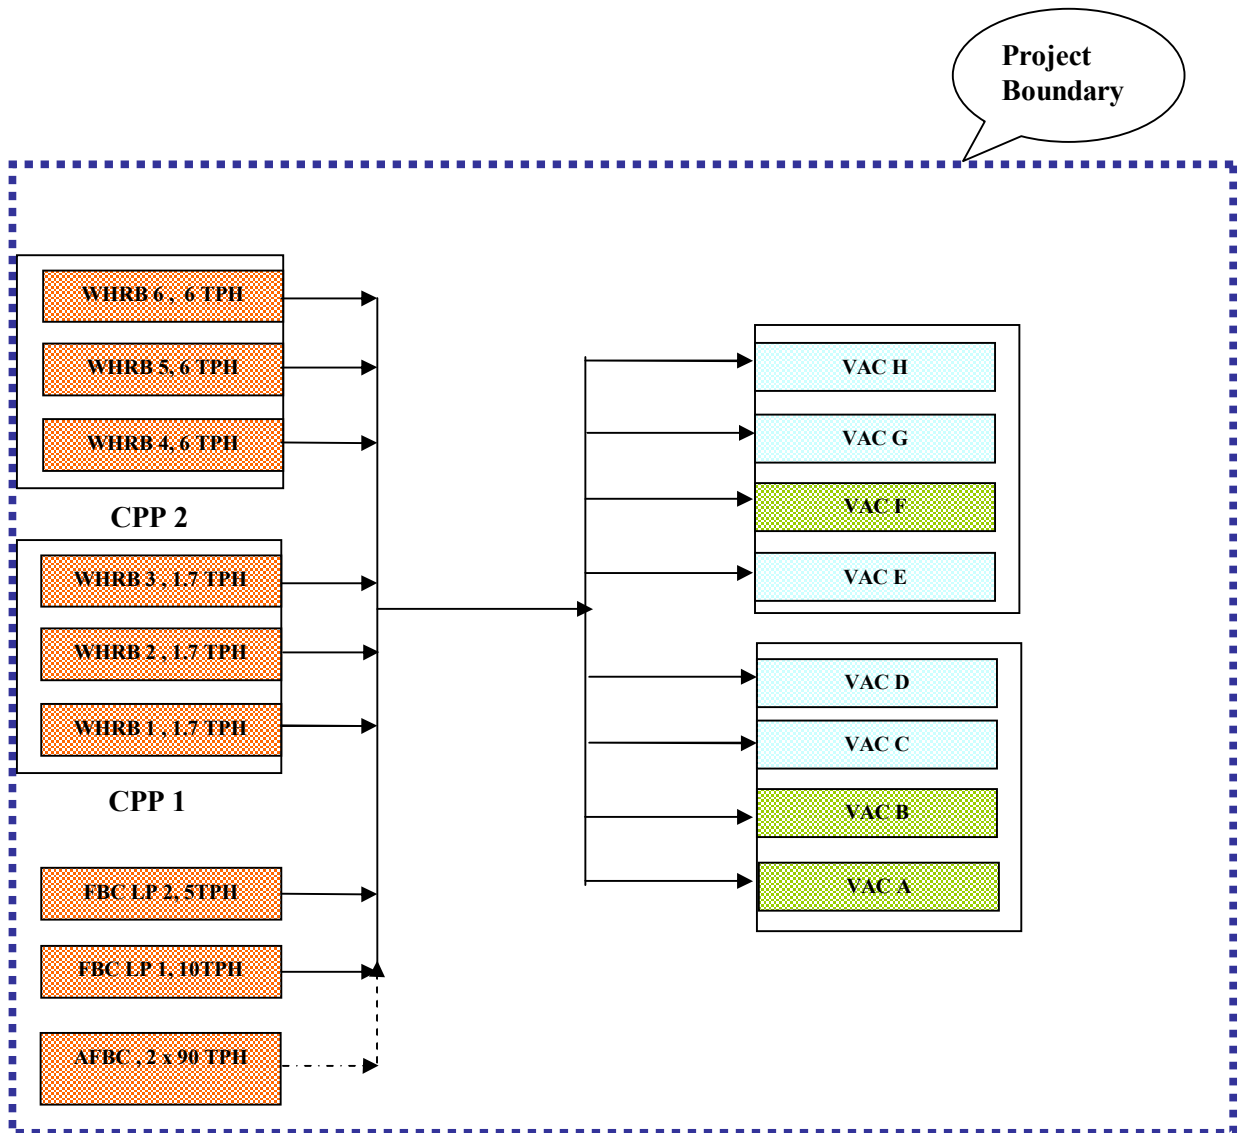 Project
Boundary
WHRB 6 , 6 TPH
WHRB 5, 6 TPH
WHRB 4, 6 TPH
CPP 2
WHRB 3 , 1.7 TPH
WHRB 2 , 1.7 TPH
WHRB 1 , 1.7 TPH
CPP 1
FBC LP 2, 5TPH
FBC LP 1, 10TPH
AFBC , 2 x 90 TPH
VAC H
VAC G
VAC F
VAC E
VAC D
VAC C
VAC B
VAC A